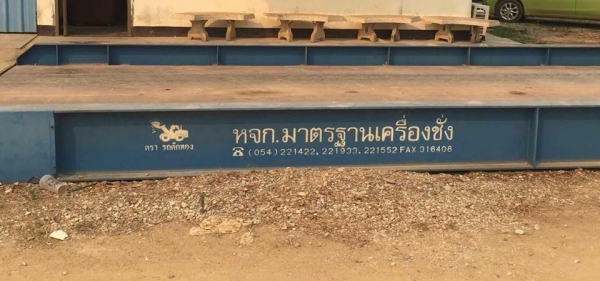 หจก.มาตรฐานเครื่องชั่ง
ตรา รถตักทอง
☎ (054) 221422, 221933, 221552 FAX 316408